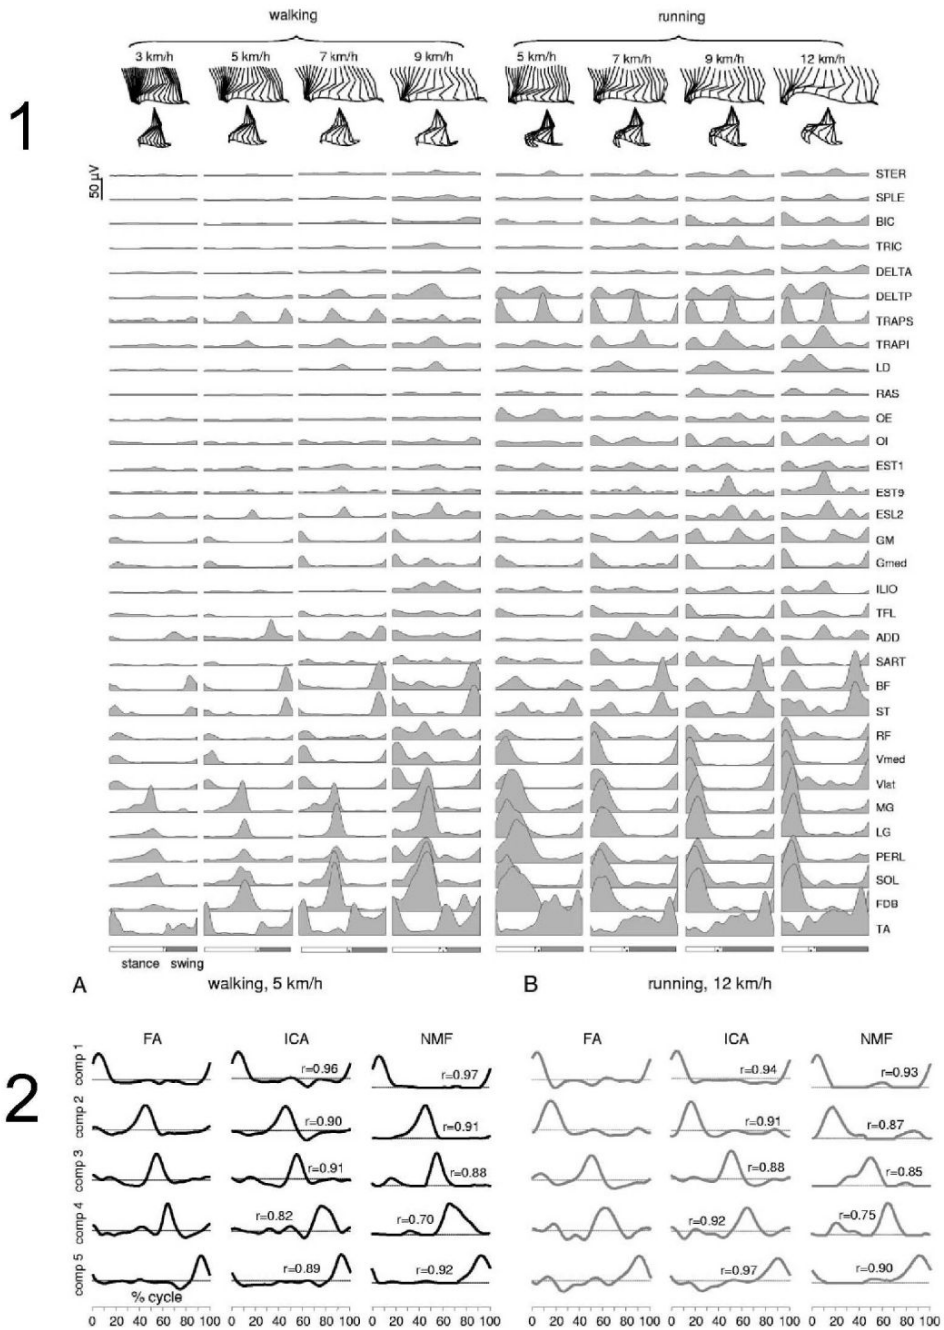 walking running
3 km/h 5 km/h 7 km/h 9 km/h 5 km/h 7 km/h 9 km/h 12 km/h
1
50 μV
STER
SPLE
BIC
TRIC
DELTA
DELTP
TRAPS
TRAPI
LD
RAS
OE
OI
EST1
EST9
ESL2
GM
Gmed
ILIO
TFL
ADD
SART
BF
ST
RF
Vmed
Vlat
MG
LG
PERL
SOL
FDB
TA
stance swing
A walking, 5 km/h B running, 12 km/h
FA ICA NMF FA ICA NMF
2
comp 1 r=0.96 r=0.97 r=0.94 r=0.93
comp 2 r=0.90 r=0.91 r=0.91 r=0.87
comp 3 r=0.91 r=0.88 r=0.88 r=0.85
comp 4 r=0.82 r=0.70 r=0.92 r=0.75
comp 5 r=0.89 r=0.92 r=0.97 r=0.90
% cycle
0 20 40 60 80 100 0 20 40 60 80 100 0 20 40 60 80 100 0 20 40 60 80 100 0 20 40 60 80 100 0 20 40 60 80 100